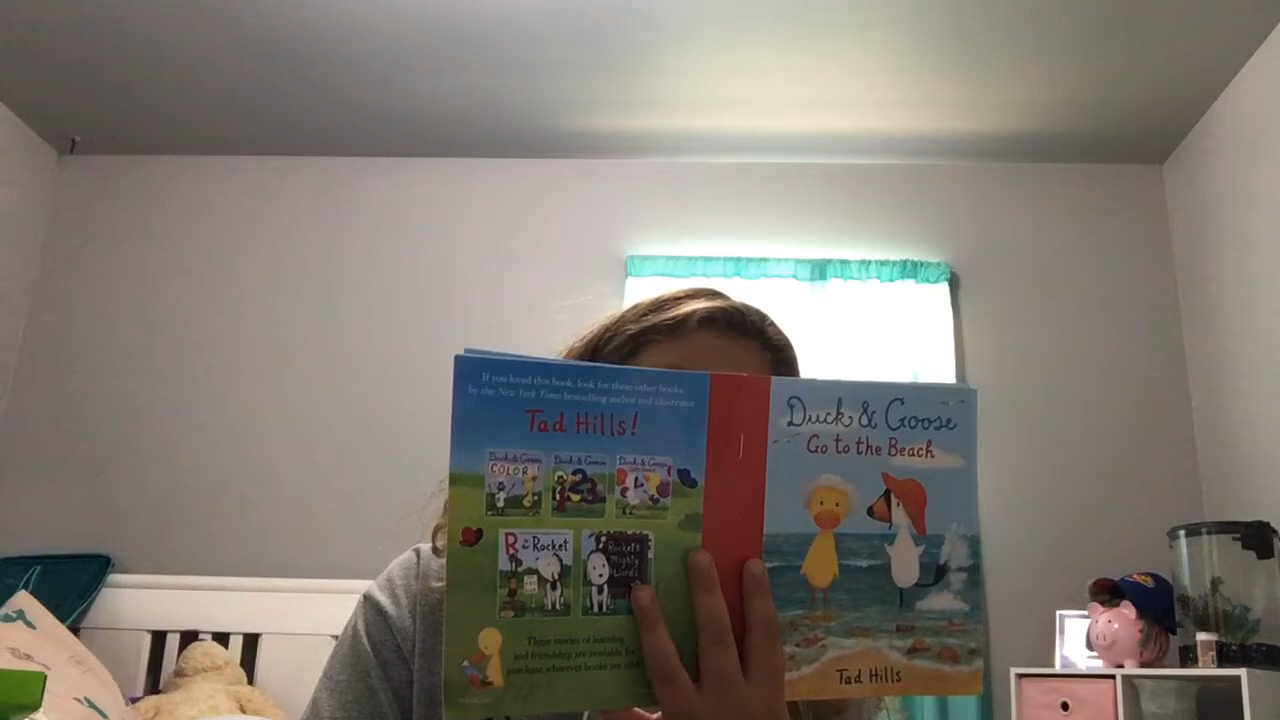 If you loved this book, look for these other books
by the New York Times bestselling author and illustrator
Tad Hills!
Duck & Goose
COLOR!
Duck & Goose
123
Duck & Goose
R is Rocket
Rocket's
Mighty
Words
These stories of learning
and friendship are available for
purchase wherever books are sold
Duck & Goose
Go to the Beach
Tad Hills